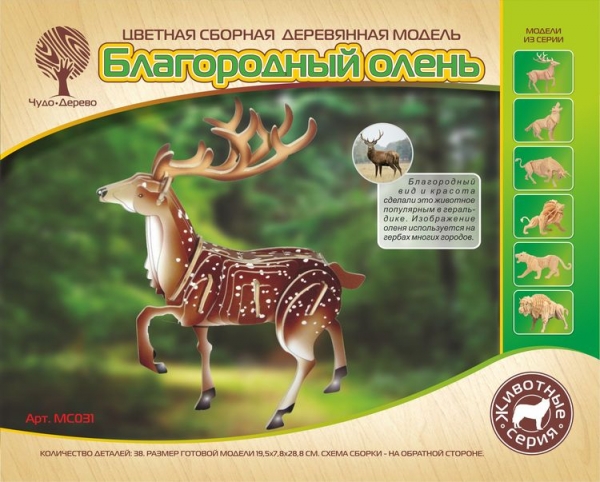 ЦВЕТНАЯ СБОРНАЯ ДЕРЕВЯННАЯ МОДЕЛЬ
Благородный олень
Чудо-Дерево
МОДЕЛИ
ИЗ СЕРИИ
Благородный
вид и красота
сделали это животное
популярным в гераль-
дике. Изображение
оленя используется на
гербах многих городов.
Арт. МС031
Животные
серия
КОЛИЧЕСТВО ДЕТАЛЕЙ: 38. РАЗМЕР ГОТОВОЙ МОДЕЛИ 19,5х7,8х28,8 СМ. СХЕМА СБОРКИ - НА ОБРАТНОЙ СТОРОНЕ.